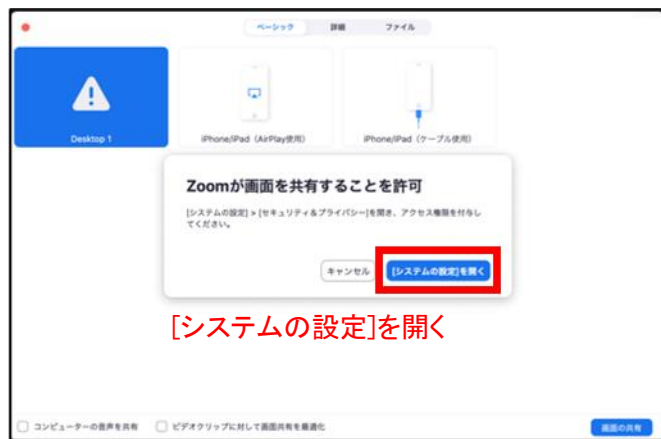 ベーシック 詳細 ファイル
Desktop 1 iPhone/iPad（AirPlay使用） iPhone/iPad（ケーブル使用）
Zoomが画面を共有することを許可
[システムの設定] > [セキュリティ&プライバシー]を開き、アクセス権限を付与し
てください。
キャンセル [システムの設定]を開く
[システムの設定]を開く
コンピューターの音声を共有 ビデオクリップに対して画面共有を最適化 画面の共有